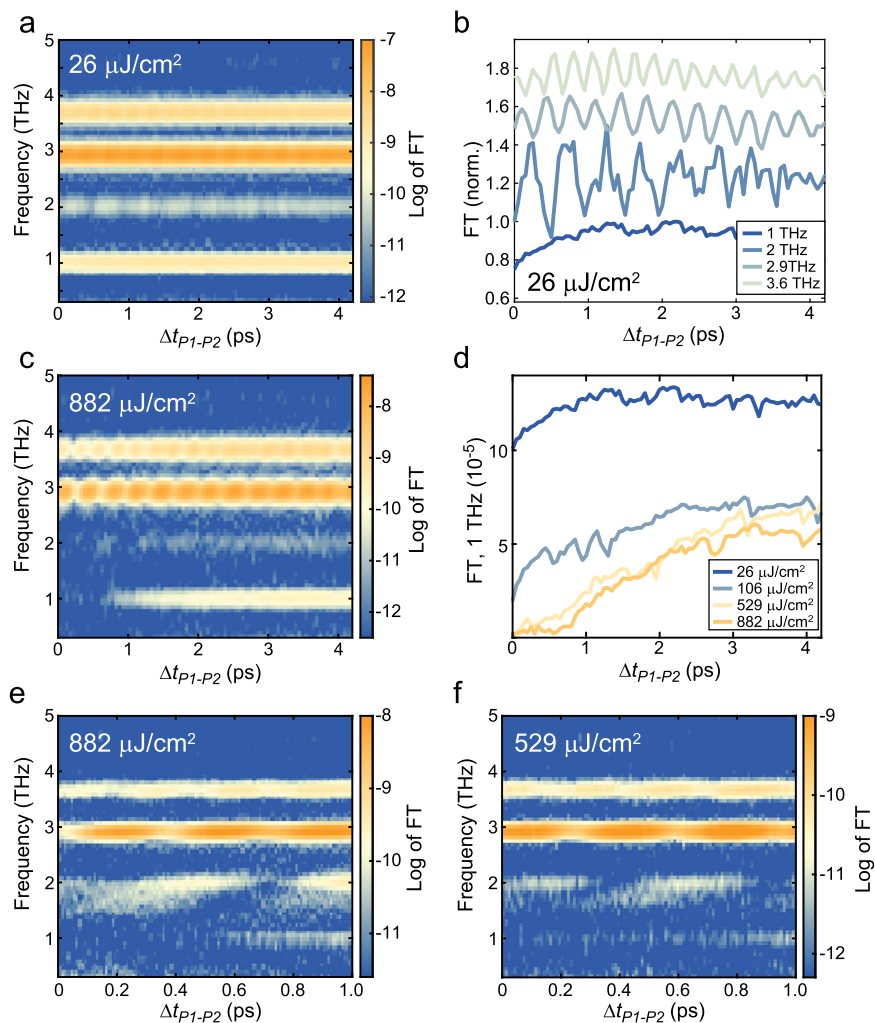 a
26 μJ/cm²
Frequency (THz)
5
4
3
2
1
0
1
2
3
4
Δt_P1-P2 (ps)
-7
-8
-9
-10
-11
-12
Log of FT
b
FT (norm.)
1.8
1.6
1.4
1.2
1.0
0.8
0.6
26 μJ/cm²
1 THz
2 THz
2.9THz
3.6 THz
0
1
2
3
4
Δt_P1-P2 (ps)
c
882 μJ/cm²
Frequency (THz)
5
4
3
2
1
0
1
2
3
4
Δt_P1-P2 (ps)
-8
-9
-10
-11
-12
Log of FT
d
FT, 1 THz (10⁻⁵)
10
5
26 μJ/cm²
106 μJ/cm²
529 μJ/cm²
882 μJ/cm²
0
1
2
3
4
Δt_P1-P2 (ps)
e
882 μJ/cm²
Frequency (THz)
5
4
3
2
1
0
0.2
0.4
0.6
0.8
1.0
Δt_P1-P2 (ps)
-8
-9
-10
-11
Log of FT
f
529 μJ/cm²
Frequency (THz)
5
4
3
2
1
0
0.2
0.4
0.6
0.8
1.0
Δt_P1-P2 (ps)
-9
-10
-11
-12
Log of FT